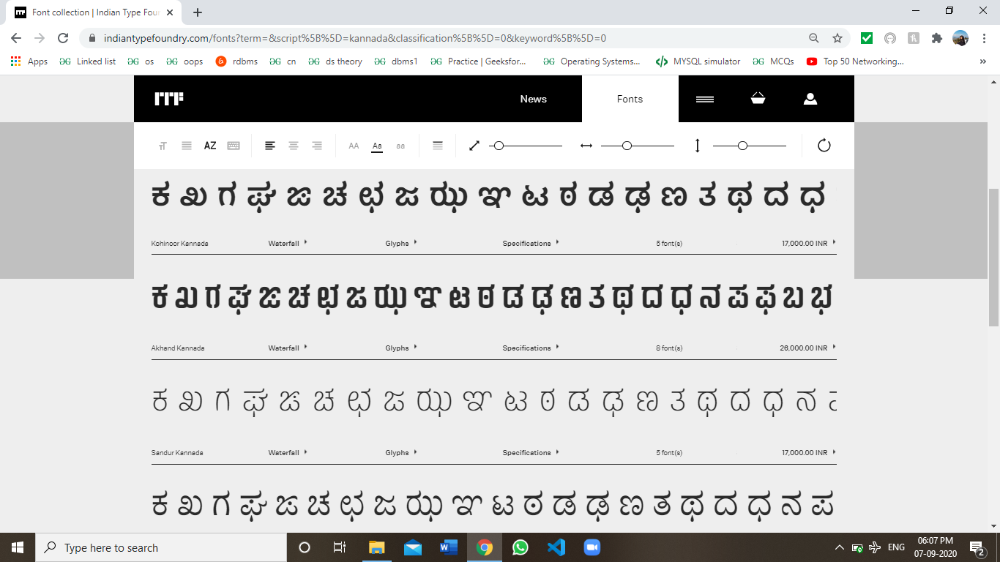 Font collection | Indian Type Four
indiantypefoundry.com/fonts?term=&script%5B%5D=kannada&classification%5B%5D=0&keyword%5B%5D=0
Apps Linked list os oops rdbms cn ds theory dbms1 Practice | Geeksfor... Operating Systems... MYSQL simulator MCQs Top 50 Networking... »
ITF News Fonts
AZ AA Aa aa
ಕ ಖ ಗ ಘ ಙ ಚ ಛ ಜ ಝ ಞ ಟ ಠ ಡ ಢ ಣ ತ ಥ ದ ಧ
Kohinoor Kannada Waterfall Glyphs Specifications 5 font(s) 17,000.00 INR
ಕ ಖ ಗ ಘ ಙ ಚ ಛ ಜ ಝ ಞ ಟ ಠ ಡ ಢ ಣ ತ ಥ ದ ಧ ನ ಪ ಫ ಬ ಭ
Akhand Kannada Waterfall Glyphs Specifications 8 font(s) 26,000.00 INR
ಕ ಖ ಗ ಘ ಙ ಚ ಛ ಜ ಝ ಞ ಟ ಠ ಡ ಢ ಣ ತ ಥ ದ ಧ ನ
Sandur Kannada Waterfall Glyphs Specifications 5 font(s) 17,000.00 INR
ಕ ಖ ಗ ಘ ಙ ಚ ಛ ಜ ಝ ಞ ಟ ಠ ಡ ಢ ಣ ತ ಥ ದ ಧ ನ ಪ
Type here to search ENG 06:07 PM
07-09-2020 2